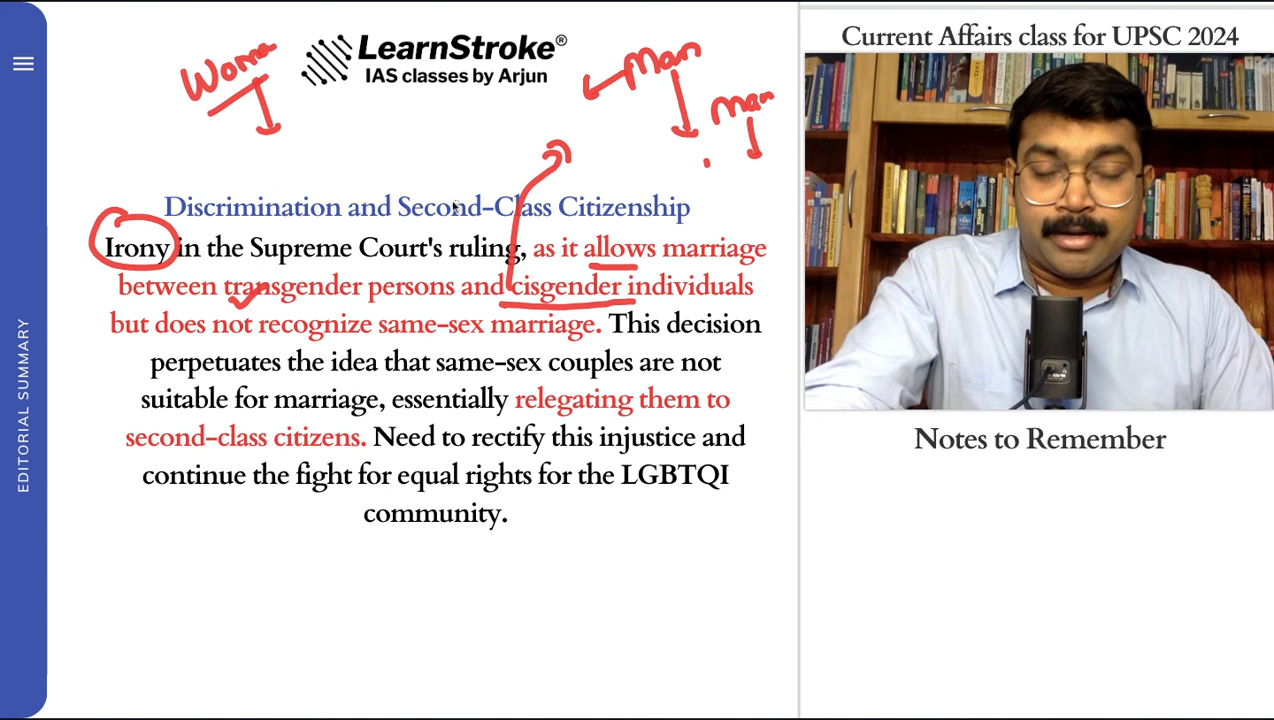 Woma
LearnStroke®
IAS classes by Arjun
Man
Man
Discrimination and Second-Class Citizenship
Irony in the Supreme Court's ruling, as it allows marriage
between transgender persons and cisgender individuals
but does not recognize same-sex marriage. This decision
perpetuates the idea that same-sex couples are not
suitable for marriage, essentially relegating them to
second-class citizens. Need to rectify this injustice and
continue the fight for equal rights for the LGBTQI
community.
EDITORIAL SUMMARY
Current Affairs class for UPSC 2024
Notes to Remember